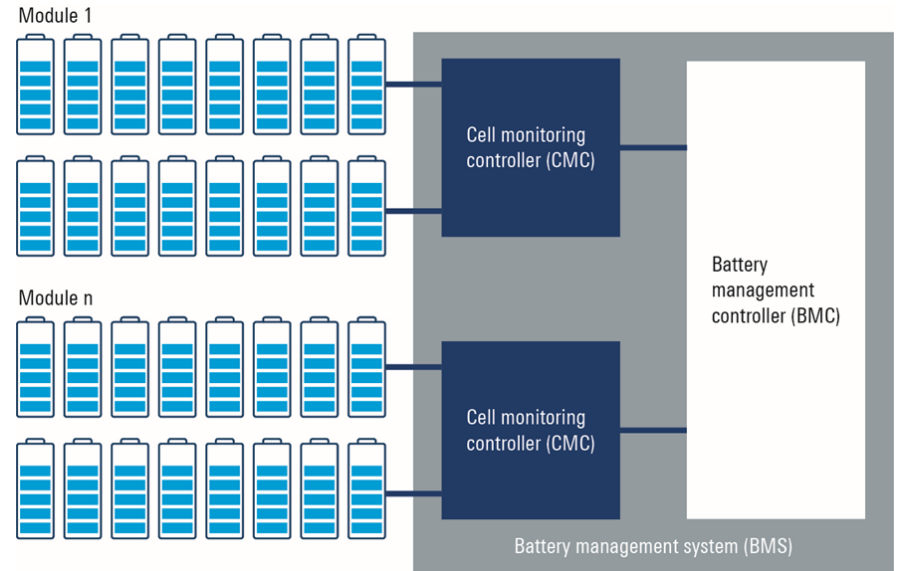 Module 1
Cell monitoring
controller (CMC)
Battery
management
controller (BMC)
Module n
Cell monitoring
controller (CMC)
Battery management system (BMS)